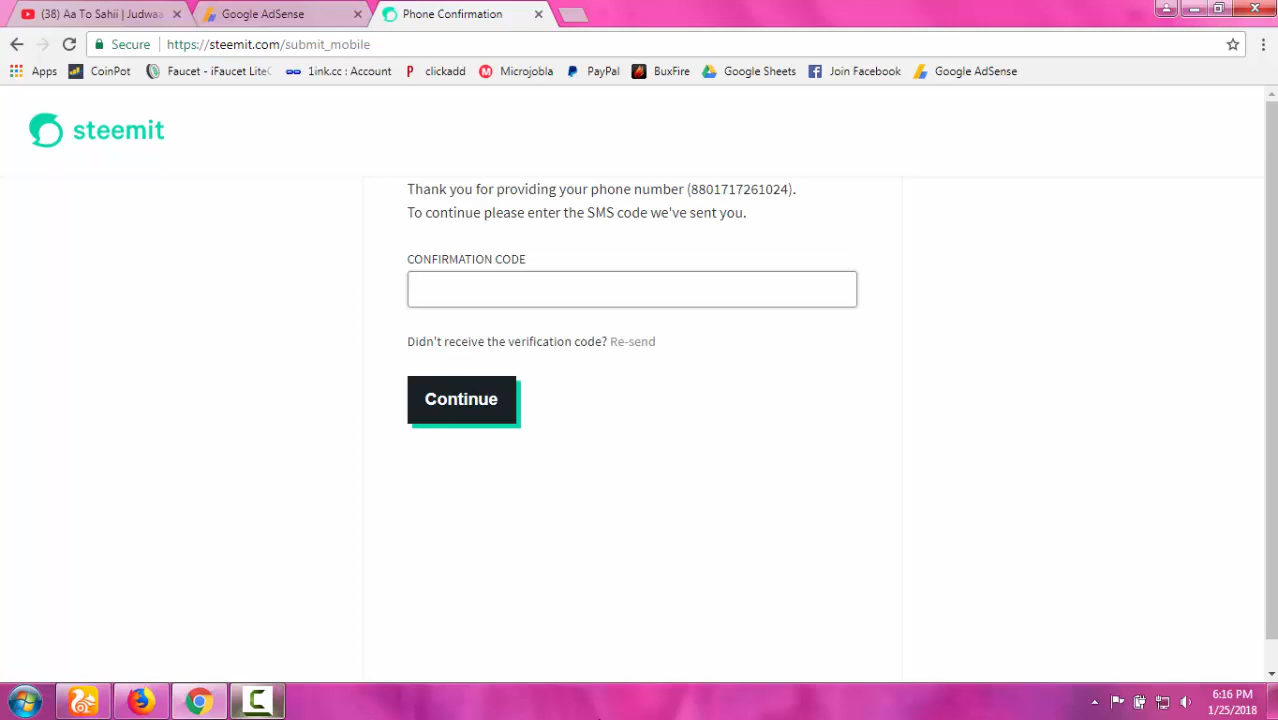 (38) Aa To Sahii | Judwaa
Google AdSense
Phone Confirmation
Secure
https://steemit.com/submit_mobile
Apps
CoinPot
Faucet - iFaucet LiteC
1ink.cc : Account
clickadd
Microjobla
PayPal
BuxFire
Google Sheets
Join Facebook
Google AdSense
steemit
Thank you for providing your phone number (8801717261024).
To continue please enter the SMS code we've sent you.
CONFIRMATION CODE
Didn't receive the verification code? Re-send
Continue
6:16 PM
1/25/2018